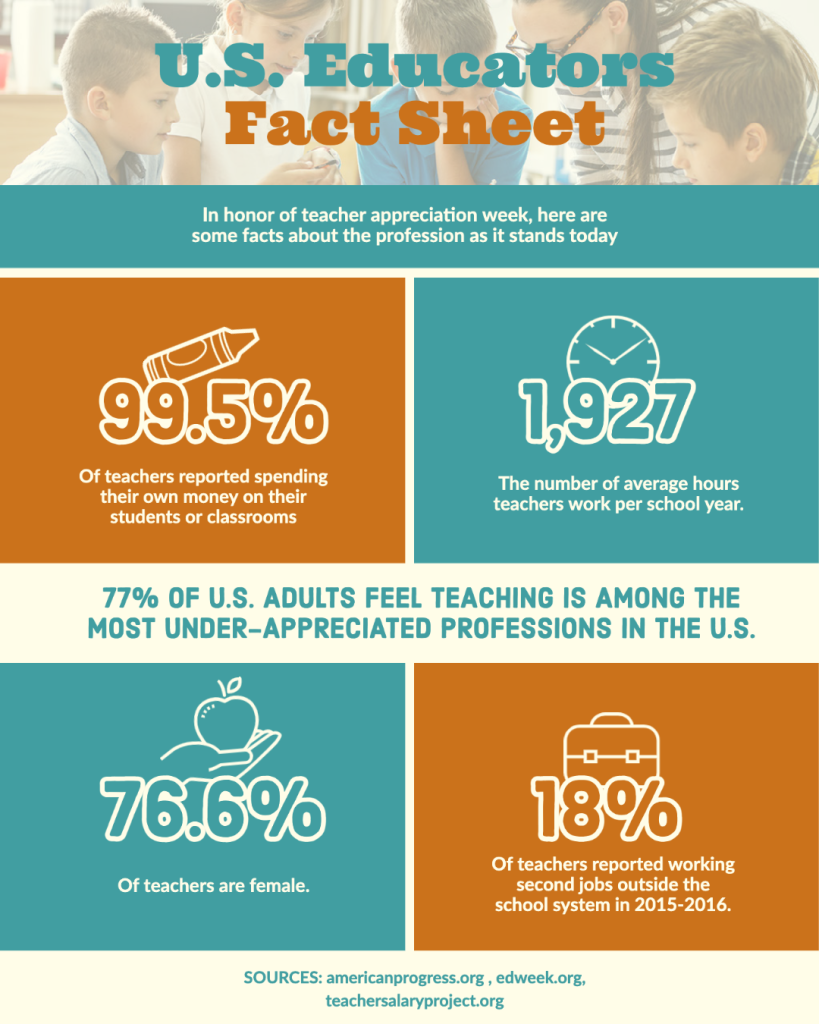 U.S. Educators
Fact Sheet
In honor of teacher appreciation week, here are
some facts about the profession as it stands today
99.5%
Of teachers reported spending
their own money on their
students or classrooms
1,927
The number of average hours
teachers work per school year.
77% OF U.S. ADULTS FEEL TEACHING IS AMONG THE
MOST UNDER-APPRECIATED PROFESSIONS IN THE U.S.
76.6%
Of teachers are female.
18%
Of teachers reported working
second jobs outside the
school system in 2015-2016.
SOURCES: americanprogress.org , edweek.org,
teachersalaryproject.org